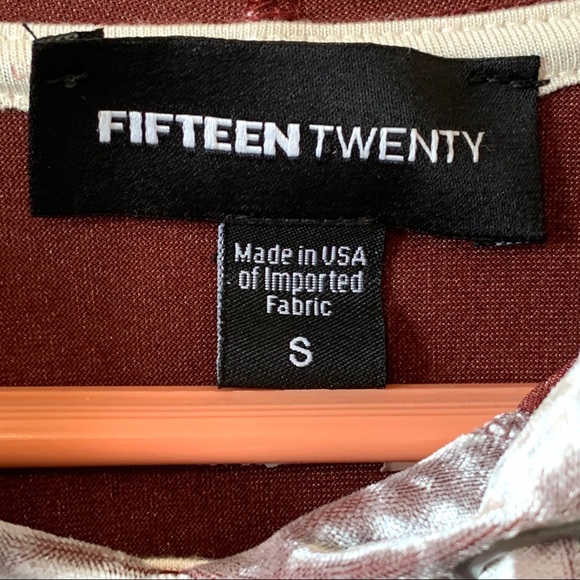 FIFTEEN TWENTY
Made in USA
of Imported
Fabric
S